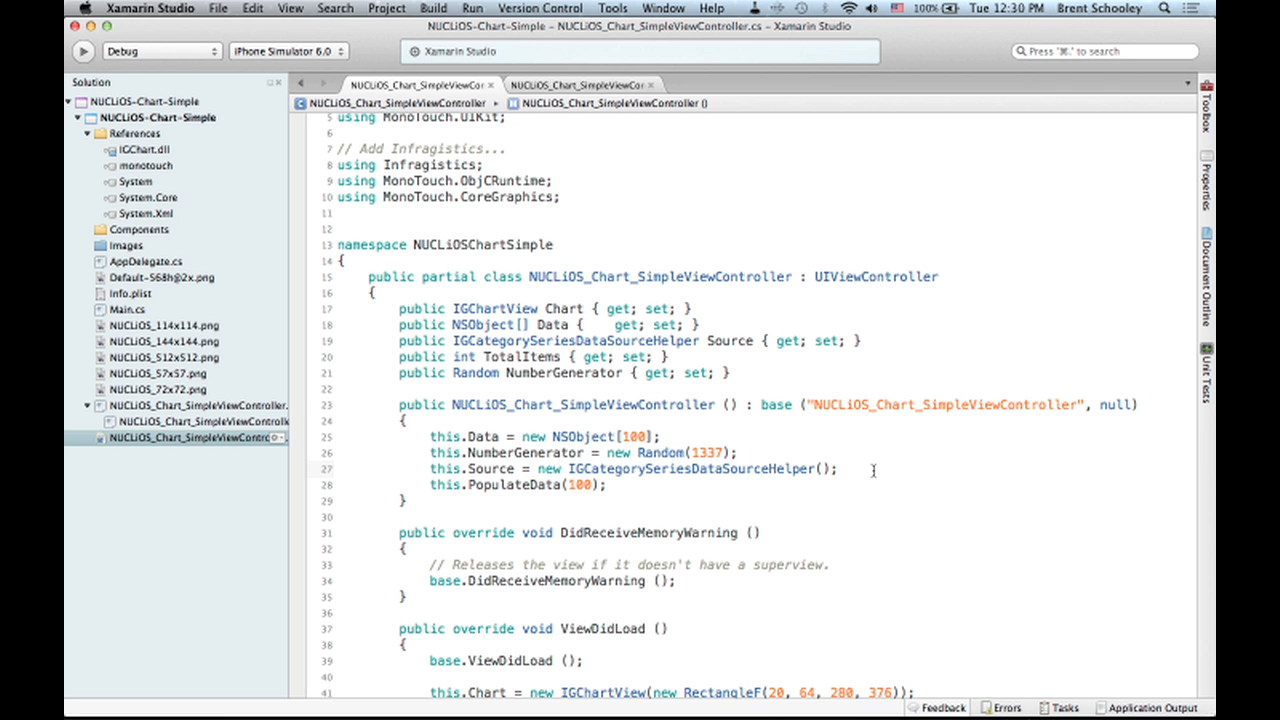 Xamarin Studio File Edit View Search Project Build Run Version Control Tools Window Help 100% Tue 12:30 PM Brent Schooley
NUCLiOS-Chart-Simple – NUCLiOS_Chart_SimpleViewController.cs – Xamarin Studio
Debug iPhone Simulator 6.0 Xamarin Studio Press '⌘.' to search
Solution
NUCLiOS-Chart-Simple
NUCLiOS-Chart-Simple
References
IGChart.dll
monotouch
System
System.Core
System.Xml
Components
Images
AppDelegate.cs
Default-568h@2x.png
Info.plist
Main.cs
NUCLiOS_114x114.png
NUCLiOS_144x144.png
NUCLiOS_512x512.png
NUCLiOS_57x57.png
NUCLiOS_72x72.png
NUCLiOS_Chart_SimpleViewController.
NUCLiOS_Chart_SimpleViewControlle
NUCLiOS_Chart_SimpleViewContro
NUCLiOS_Chart_SimpleViewCor × NUCLiOS_Chart_SimpleViewCor ×
NUCLiOS_Chart_SimpleViewController ▸ NUCLiOS_Chart_SimpleViewController ()
5 using MonoTouch.UIKit;
6
7 // Add Infragistics...
8 using Infragistics;
9 using MonoTouch.ObjCRuntime;
10 using MonoTouch.CoreGraphics;
11
12
13 namespace NUCLiOSChartSimple
14 {
15 public partial class NUCLiOS_Chart_SimpleViewController : UIViewController
16 {
17 public IGChartView Chart { get; set; }
18 public NSObject[] Data { get; set; }
19 public IGCategorySeriesDataSourceHelper Source { get; set; }
20 public int TotalItems { get; set; }
21 public Random NumberGenerator { get; set; }
22
23 public NUCLiOS_Chart_SimpleViewController () : base ("NUCLiOS_Chart_SimpleViewController", null)
24 {
25 this.Data = new NSObject[100];
26 this.NumberGenerator = new Random(1337);
27 this.Source = new IGCategorySeriesDataSourceHelper();
28 this.PopulateData(100);
29 }
30
31 public override void DidReceiveMemoryWarning ()
32 {
33 // Releases the view if it doesn't have a superview.
34 base.DidReceiveMemoryWarning ();
35 }
36
37 public override void ViewDidLoad ()
38 {
39 base.ViewDidLoad ();
40
41 this.Chart = new IGChartView(new RectangleF(20, 64, 280, 376));
Toolbox
Properties
Document Outline
Unit Tests
Feedback Errors Tasks Application Output